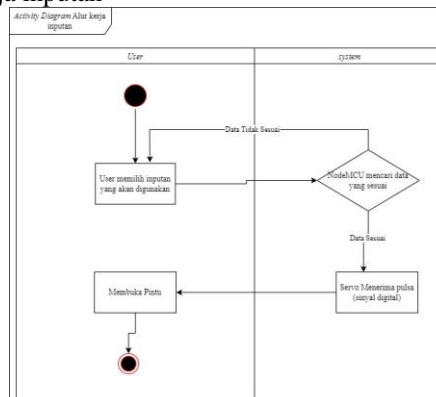 Activity Diagram Alur kerja
inputan
User
system
Data Tidak Sesuai
User memilih inputan
yang akan digunakan
NodeMCU mencari data
yang sesuai
Data Sesuai
Membuka Pintu
Servo Menerima pulsa
(sinyal digital)